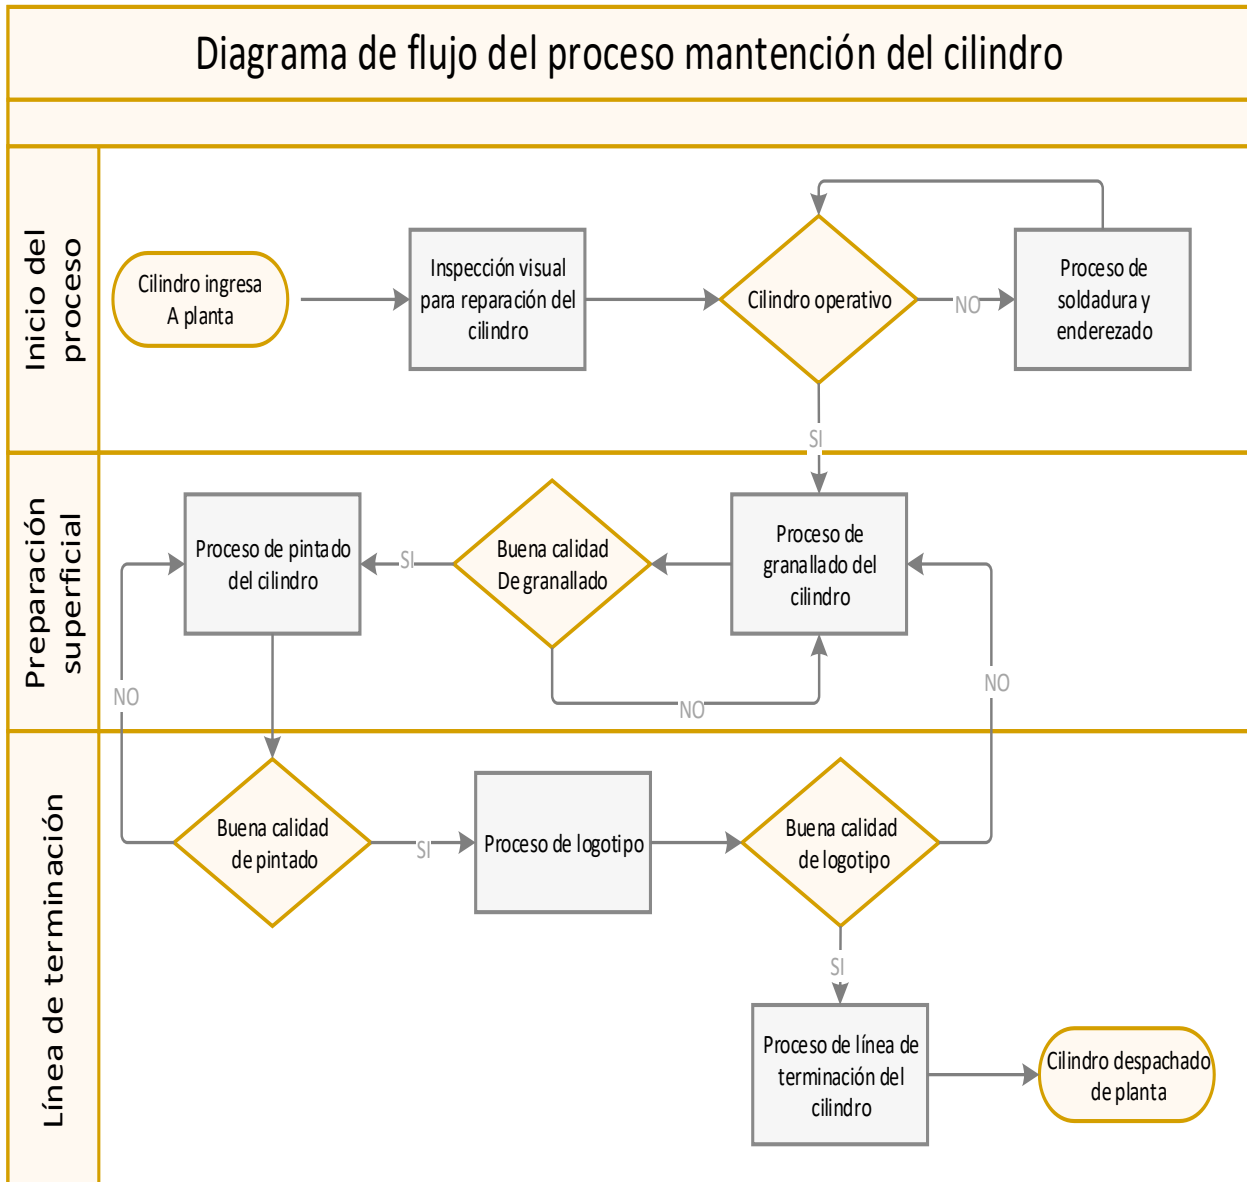 Diagrama de flujo del proceso mantención del cilindro
Inicio del
proceso
Cilindro ingresa
A planta
Inspección visual
para reparación del
cilindro
Cilindro operativo
NO
Proceso de
soldadura y
enderezado
SI
Preparación
superficial
Proceso de pintado
del cilindro
SI
Buena calidad
De granallado
Proceso de
granallado del
cilindro
NO
NO
NO
Línea de terminación
Buena calidad
de pintado
SI
Proceso de logotipo
Buena calidad
de logotipo
SI
Proceso de línea de
terminación del
cilindro
Cilindro despachado
de planta